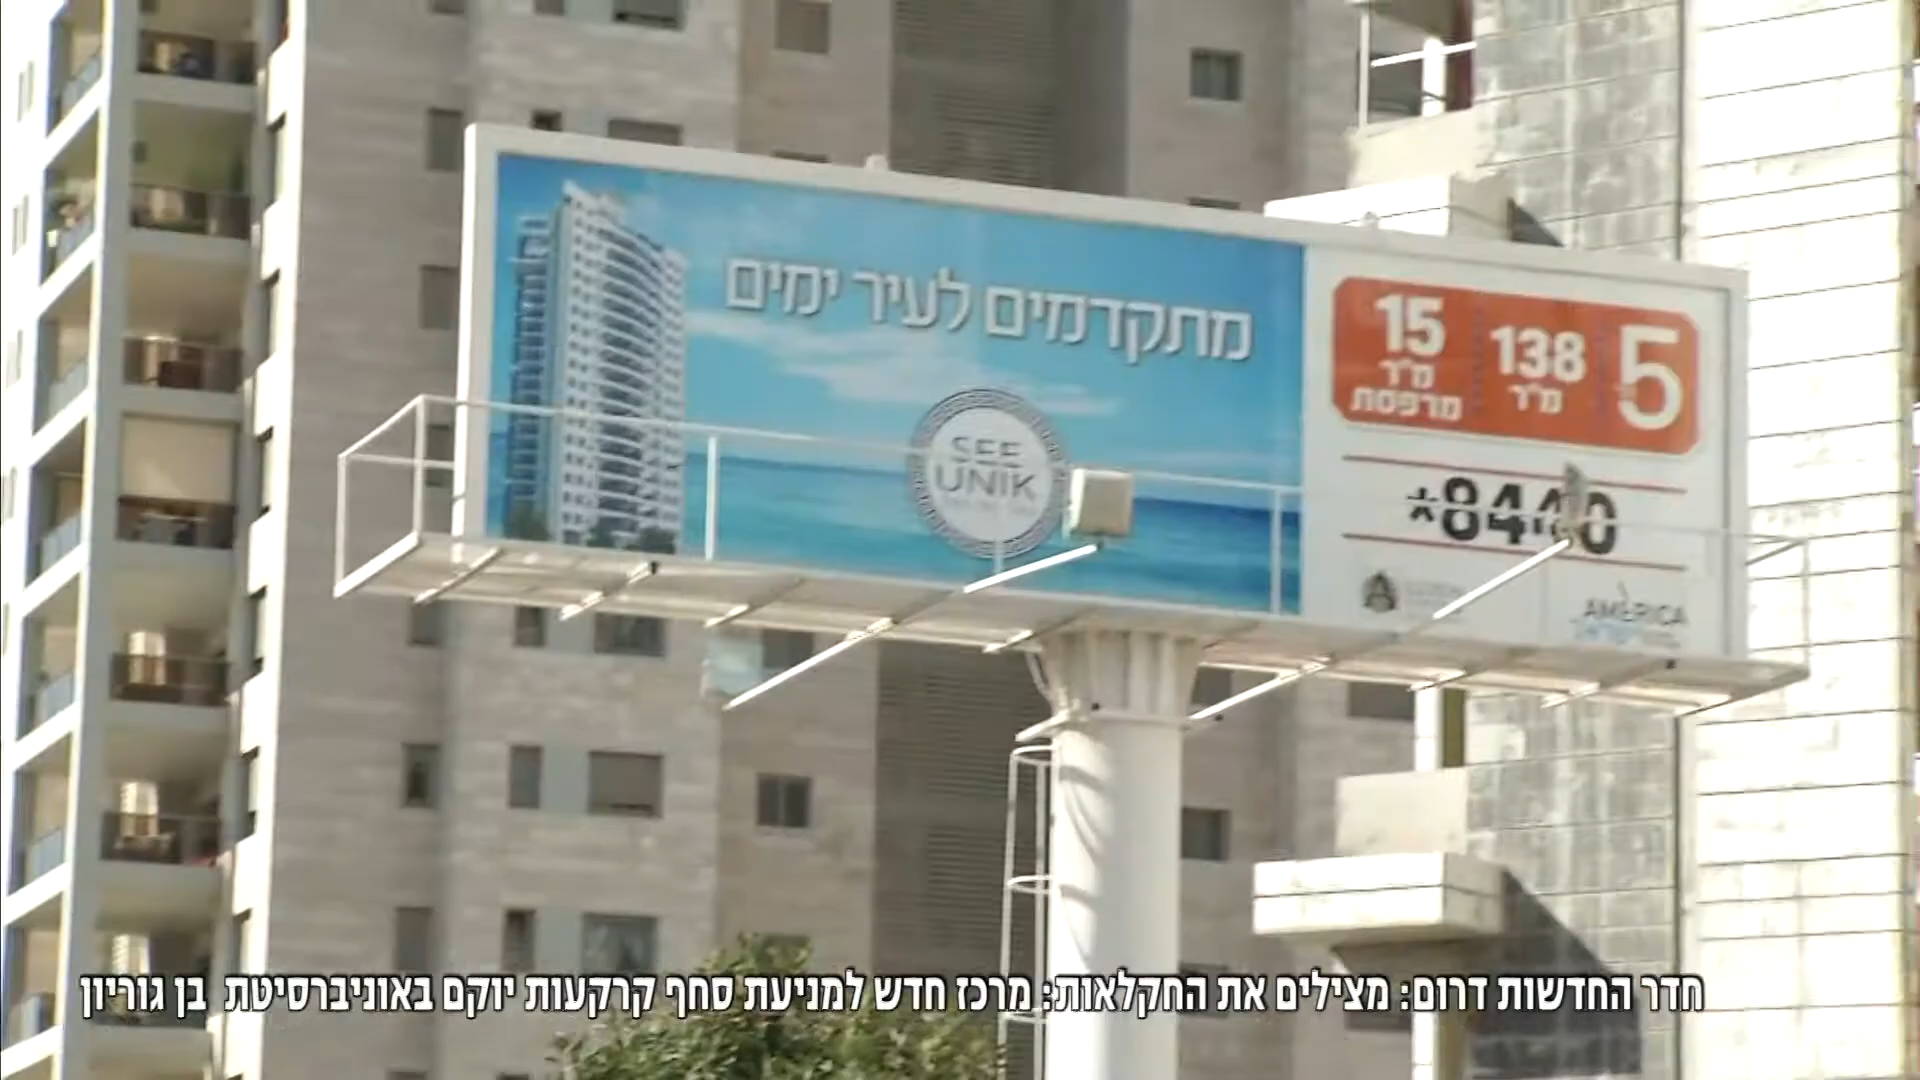 מתקדמים לעיר ימים
SEE
UNIK
5
138
מ"ר
15
מ"ר
מרפסת
*8440
AMERICA
חדר החדשות דרום: מצילים את החקלאות: מרכז חדש למניעת סחף קרקעות יוקם באוניברסיטת בן גוריון